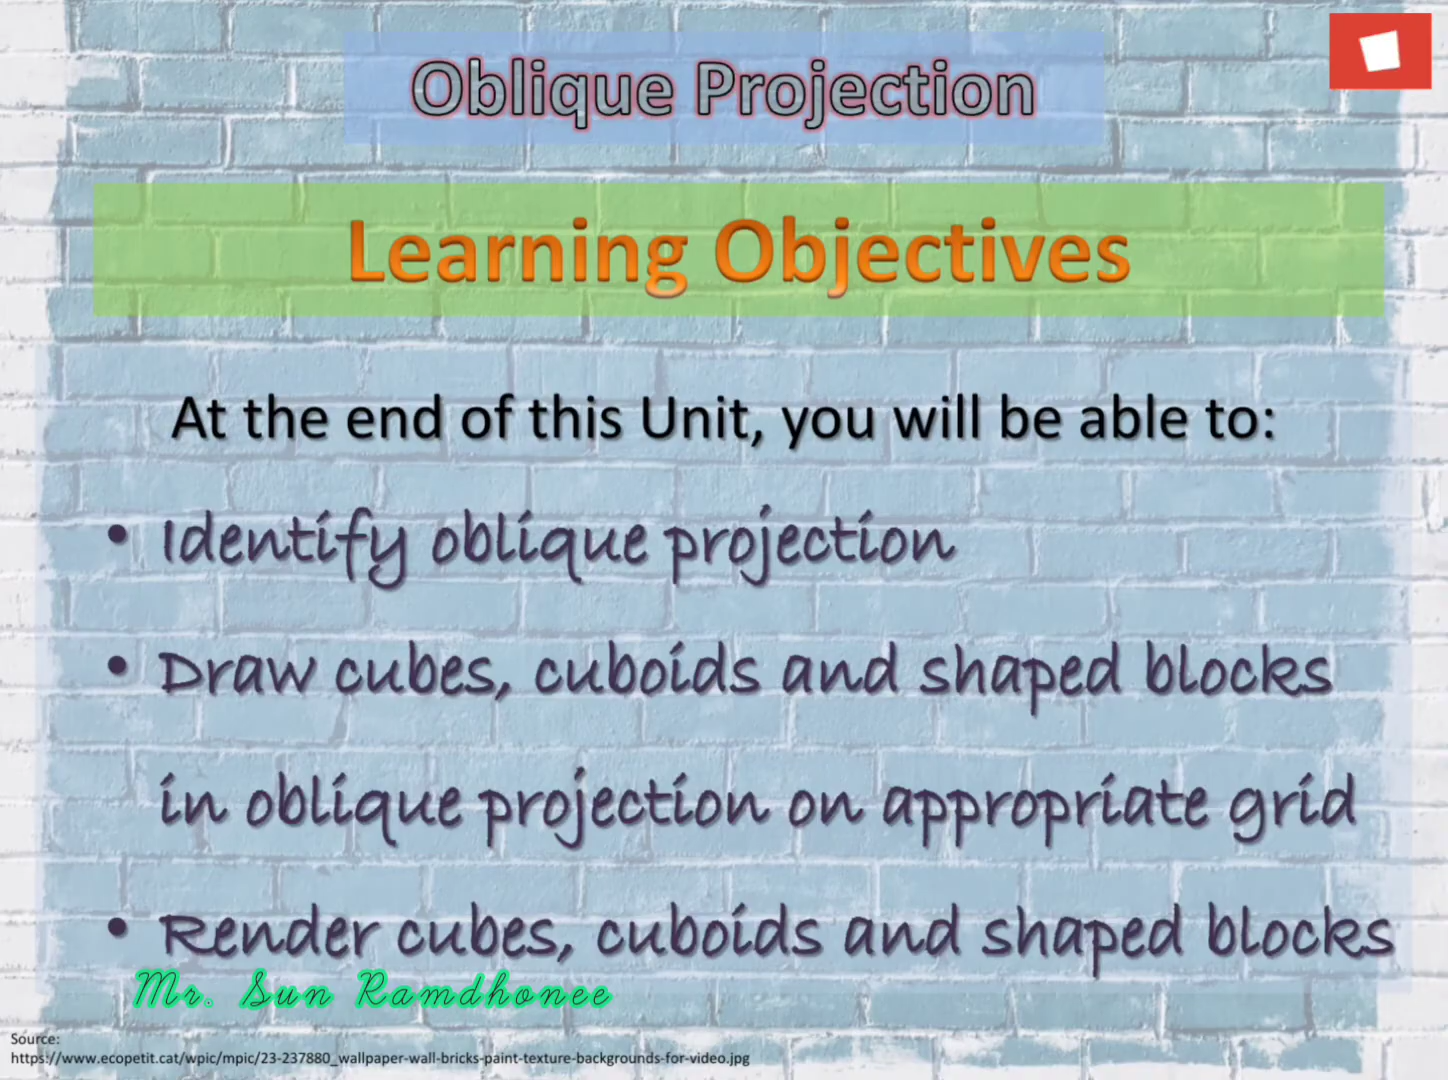 Oblique Projection
Learning Objectives
At the end of this Unit, you will be able to:
• Identify oblique projection
• Draw cubes, cuboids and shaped blocks
in oblique projection on appropriate grid
• Render cubes, cuboids and shaped blocks
Mr. Sun Ramdhonee
Source:
https://www.ecopetit.cat/wpic/mpic/23-237880_wallpaper-wall-bricks-paint-texture-backgrounds-for-video.jpg